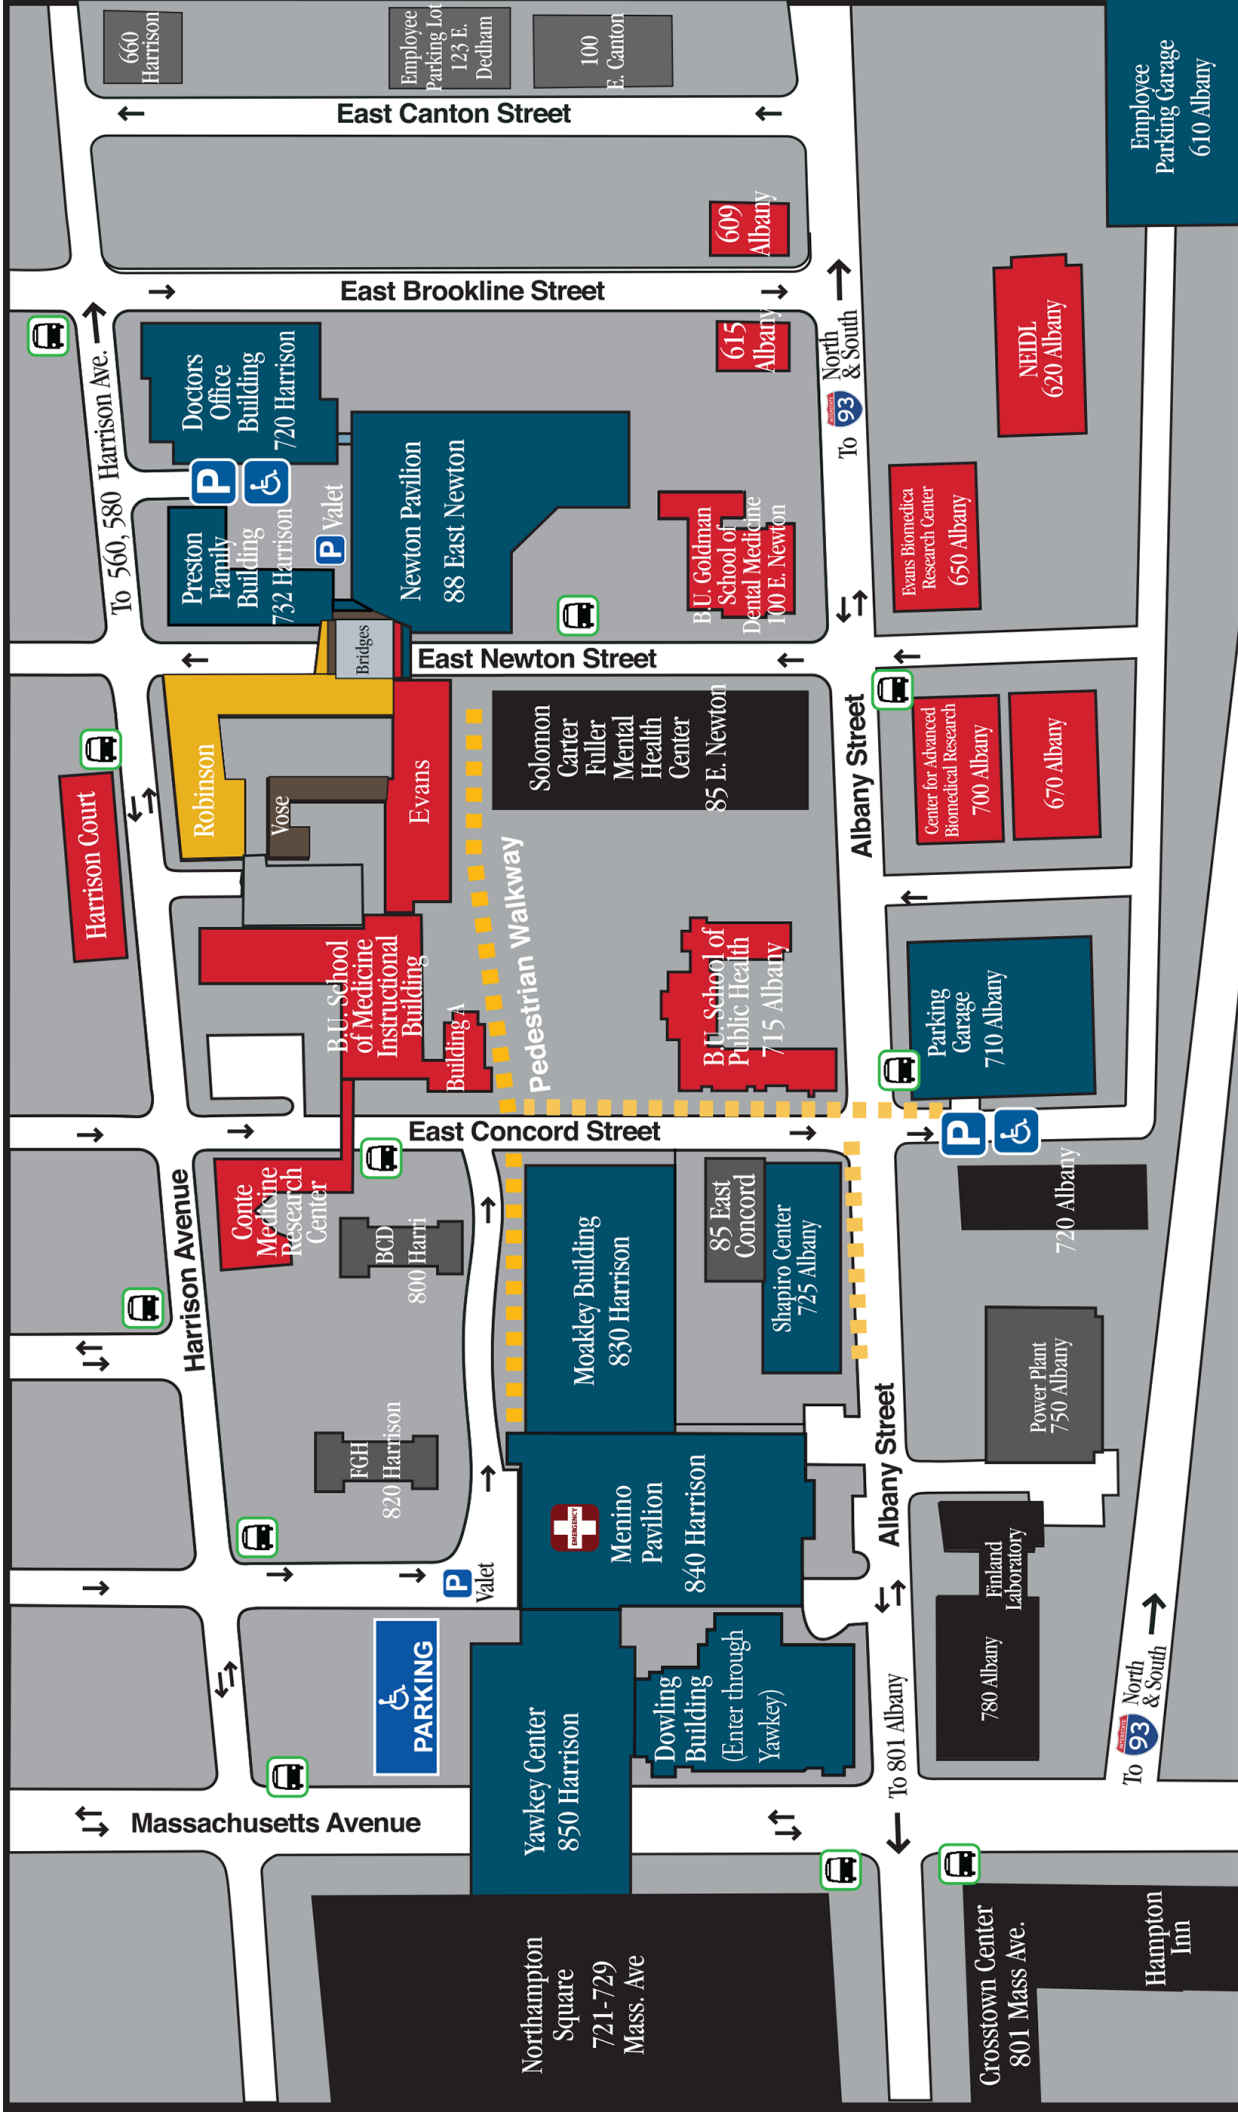 660
Harrison
Employee
Parking Lot
123 E.
Dedham
100
E. Canton
Employee
Parking Garage
610 Albany
East Canton Street
609
Albany
East Brookline Street
To 560, 580 Harrison Ave.
Doctors
Office
Building
720 Harrison
615
Albany
To
INTERSTATE
93
North
& South
NEIDL
620 Albany
P
Preston
Family
Building
732 Harrison
P Valet
Newton Pavilion
88 East Newton
B.U. Goldman
School of
Dental Medicine
100 E. Newton
Evans Biomedica
Research Center
650 Albany
Bridges
East Newton Street
Harrison Court
Robinson
Vose
Evans
Solomon
Carter
Fuller
Mental
Health
Center
85 E. Newton
Albany Street
Center for Advanced
Biomedical Research
700 Albany
670 Albany
Pedestrian Walkway
B.U. School
of Medicine
Instructional
Building
Building A
B.U. School of
Public Health
715 Albany
Parking
Garage
710 Albany
East Concord Street
P
Harrison Avenue
Conte
Medicine
Research
Center
BCD
800 Harri
Moakley Building
830 Harrison
85 East
Concord
Shapiro Center
725 Albany
720 Albany
FGH
820 Harrison
EMERGENCY
Menino
Pavilion
840 Harrison
Albany Street
Power Plant
750 Albany
P
Valet
PARKING
Finland
Laboratory
780 Albany
Yawkey Center
850 Harrison
Dowling
Building
(Enter through
Yawkey)
To 801 Albany
To
INTERSTATE
93
North
& South
Massachusetts Avenue
Northampton
Square
721-729
Mass. Ave
Crosstown Center
801 Mass Ave.
Hampton
Inn